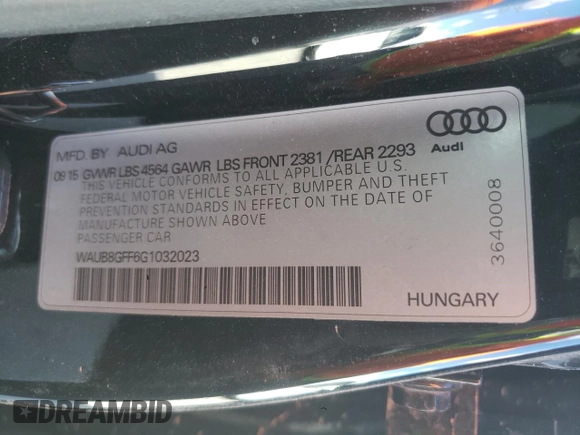 MFD. BY AUDI AG
09 15 GVWR LBS 4564 GAWR LBS FRONT 2381 /REAR 2293
THIS VEHICLE CONFORMS TO ALL APPLICABLE U.S.
FEDERAL MOTOR VEHICLE SAFETY, BUMPER AND THEFT
PREVENTION STANDARDS IN EFFECT ON THE DATE OF
MANUFACTURE SHOWN ABOVE
PASSENGER CAR
WAUB8GFF6G1032023
Audi
3640008
HUNGARY
DREAMBID